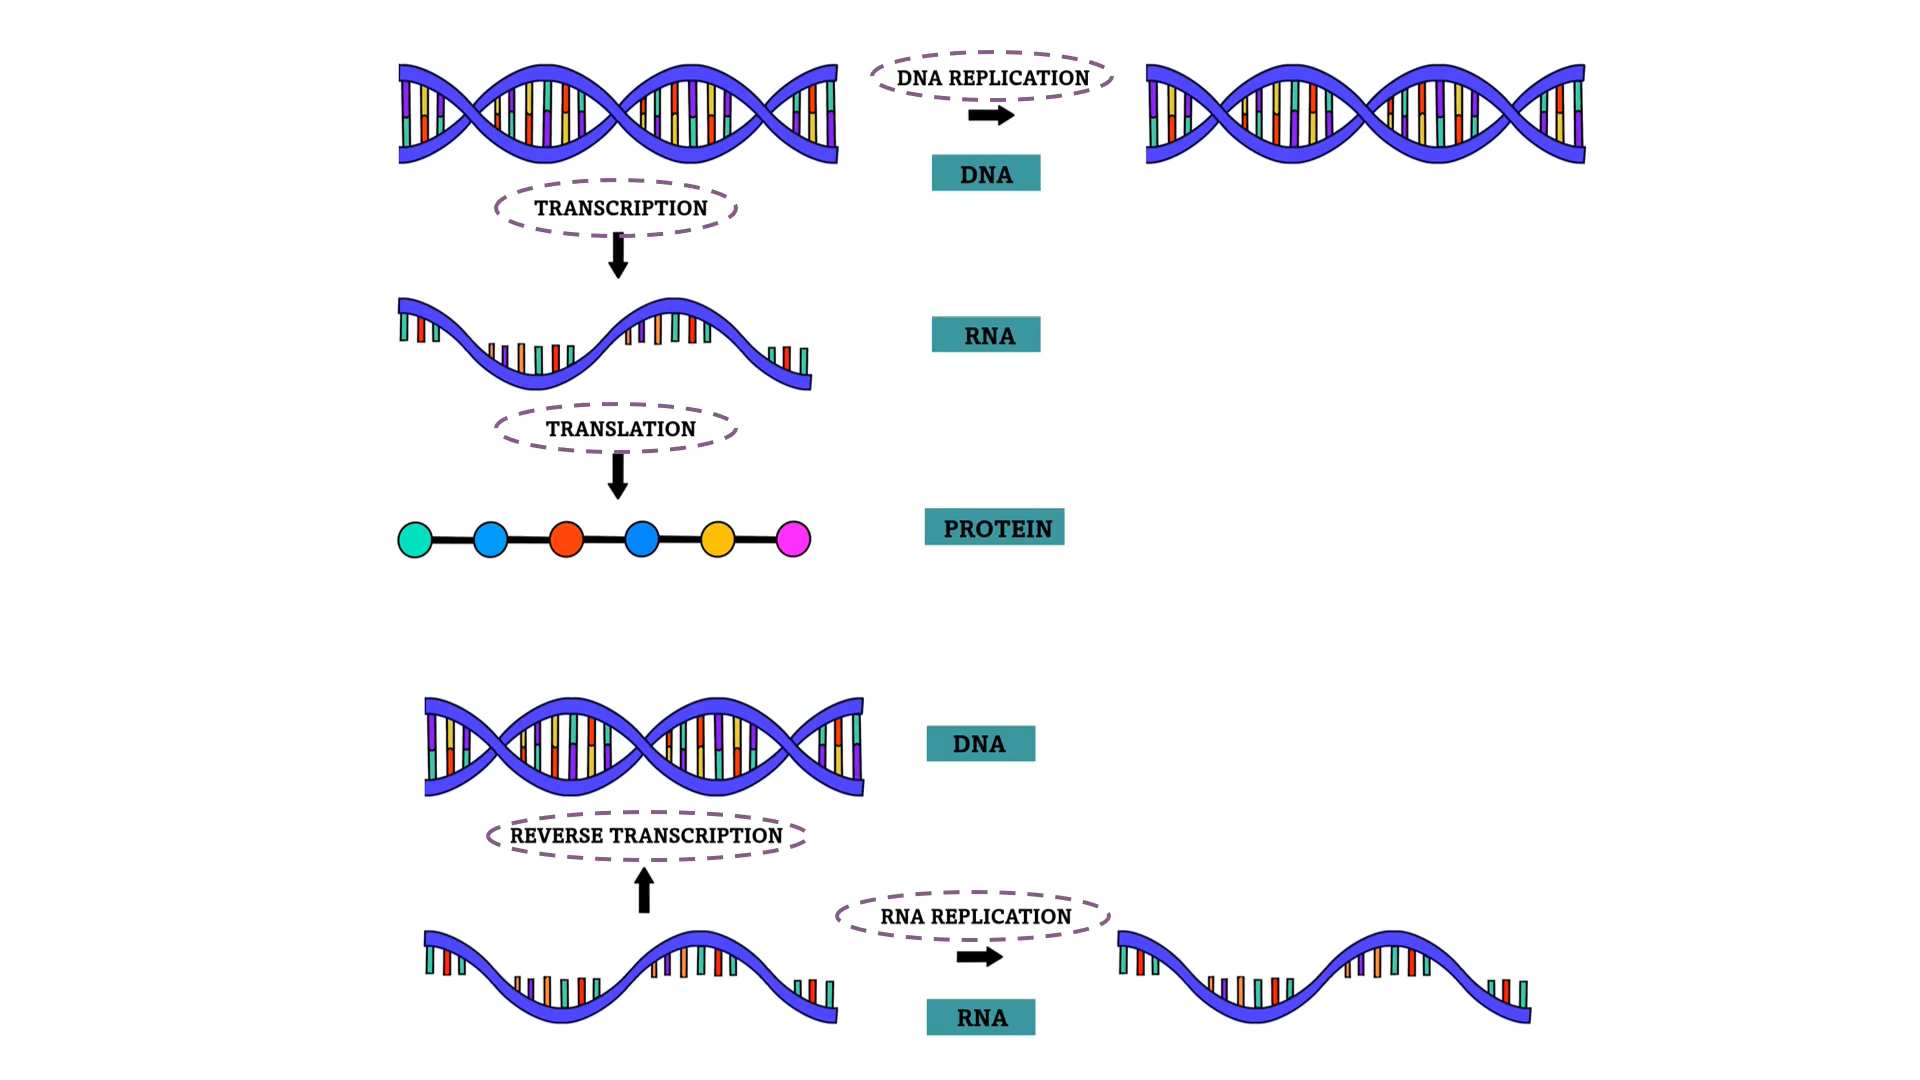 DNA REPLICATION
DNA
TRANSCRIPTION
RNA
TRANSLATION
PROTEIN
DNA
REVERSE TRANSCRIPTION
RNA REPLICATION
RNA